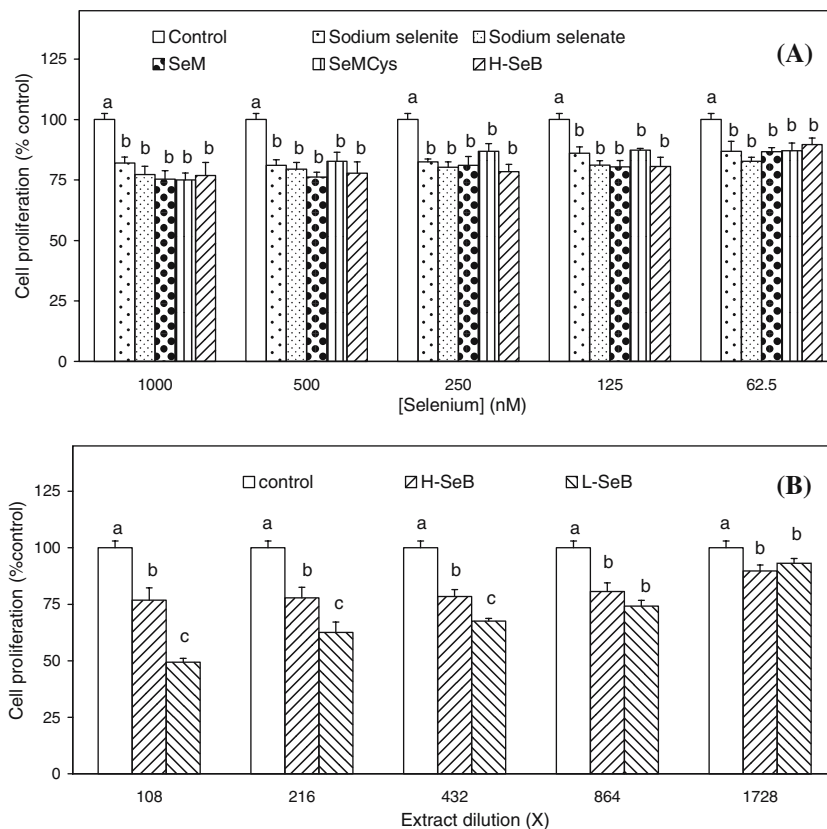 Control Sodium selenite Sodium selenate (A)
SeM SeMCys H-SeB
Cell proliferation (% control)
125
100
75
50
25
0
a b b b b b
a b b b b b
a b b b b b
a b b b b b
a b b b b b
1000 500 250 125 62.5
[Selenium] (nM)
control H-SeB L-SeB (B)
Cell proliferation (%control)
125
100
75
50
25
0
a b c
a b c
a b c
a b b
a b b
108 216 432 864 1728
Extract dilution (X)